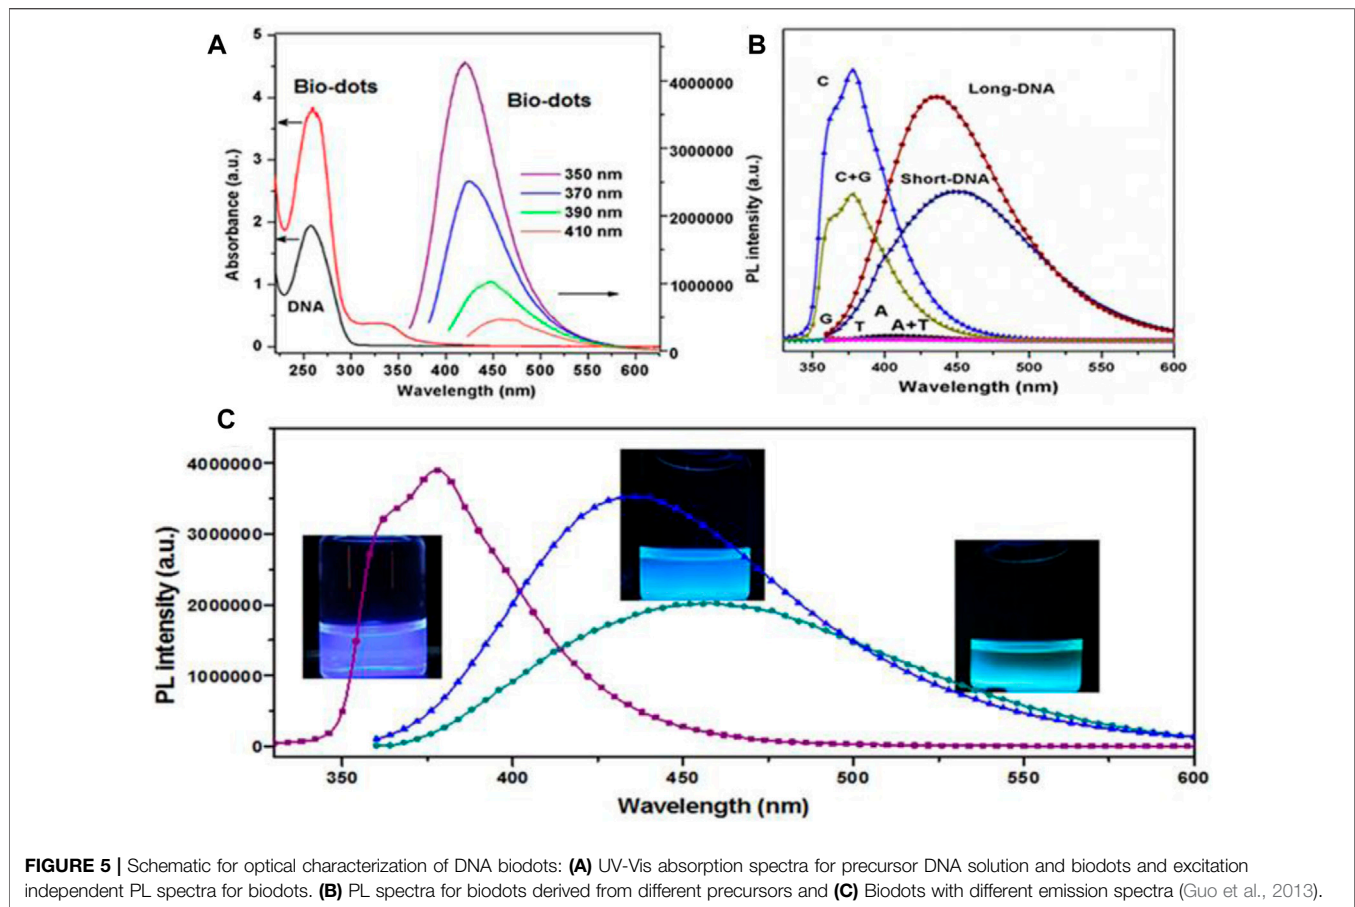 A
Absorbance (a.u.)
5
4
3
2
1
0
Bio-dots
DNA
Bio-dots
350 nm
370 nm
390 nm
410 nm
4000000
3000000
2000000
1000000
0
250 300 350 400 450 500 550 600
Wavelength (nm)
B
PL intensity (a.u.)
C
Long-DNA
C+G
Short-DNA
G
T
A
A+T
350 400 450 500 550 600
Wavelength (nm)
C
PL intensity (a.u.)
4000000
3000000
2000000
1000000
0
350 400 450 500 550 600
Wavelength (nm)
FIGURE 5 | Schematic for optical characterization of DNA biodots: (A) UV-Vis absorption spectra for precursor DNA solution and biodots and excitation
independent PL spectra for biodots. (B) PL spectra for biodots derived from different precursors and (C) Biodots with different emission spectra (Guo et al., 2013).